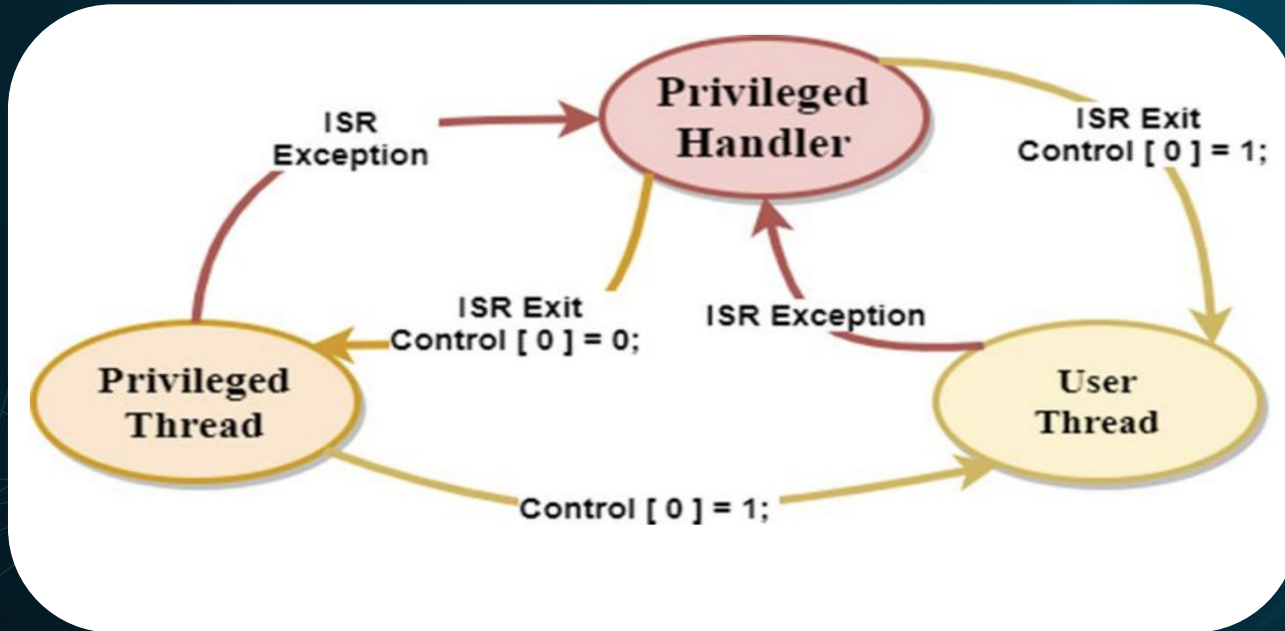 Privileged
Handler
ISR
Exception
ISR Exit
Control [ 0 ] = 1;
ISR Exit
Control [ 0 ] = 0;
ISR Exception
Privileged
Thread
User
Thread
Control [ 0 ] = 1;